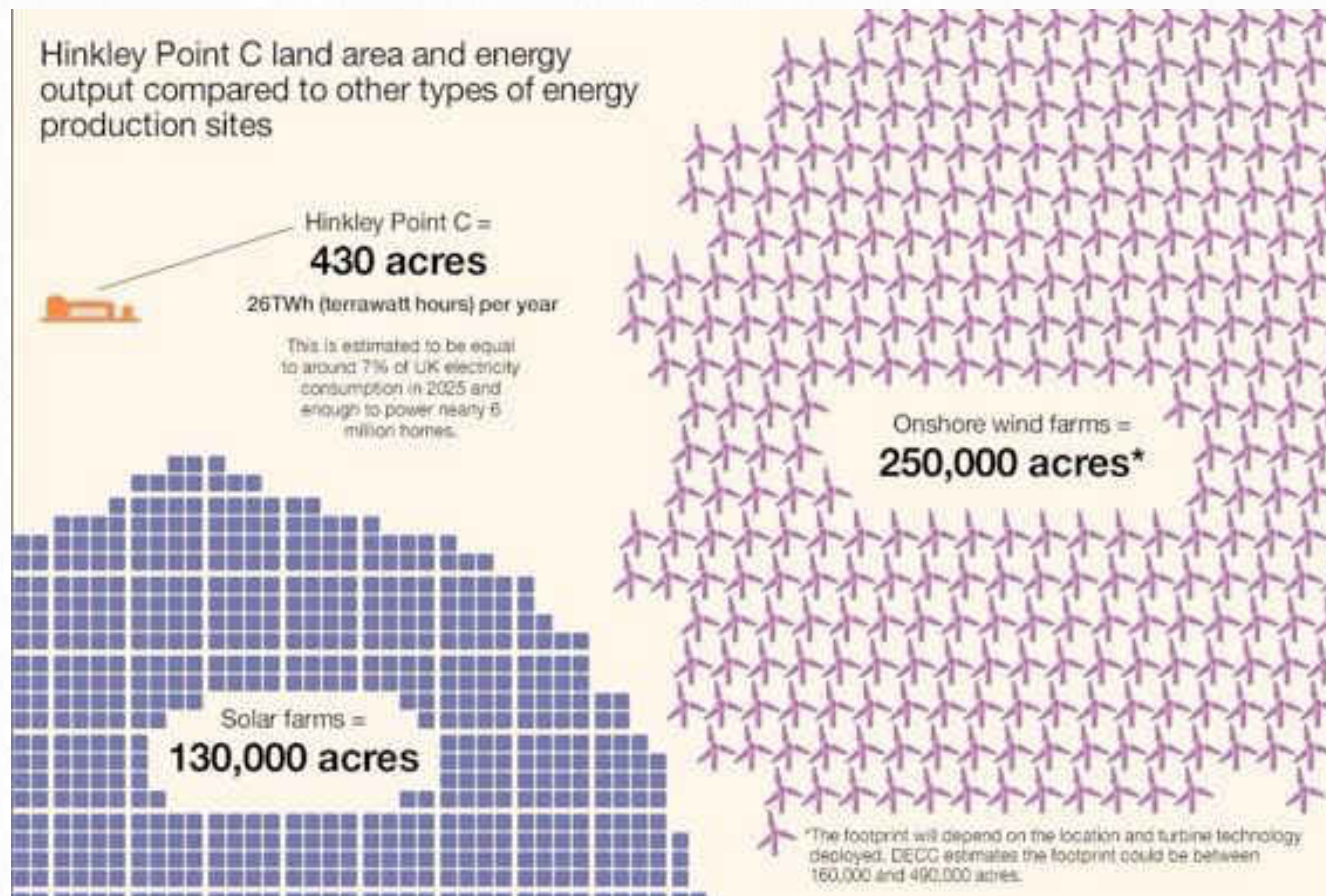 Hinkley Point C land area and energy
output compared to other types of energy
production sites
Hinkley Point C =
430 acres
26TWh (terrawatt hours) per year
This is estimated to be equal
to around 7% of UK electricity
consumption in 2025 and
enough to power nearly 6
million homes.
Onshore wind farms =
250,000 acres*
Solar farms =
130,000 acres
*The footprint will depend on the location and turbine technology
deployed. DECC estimates the footprint could be between
160,000 and 490,000 acres.